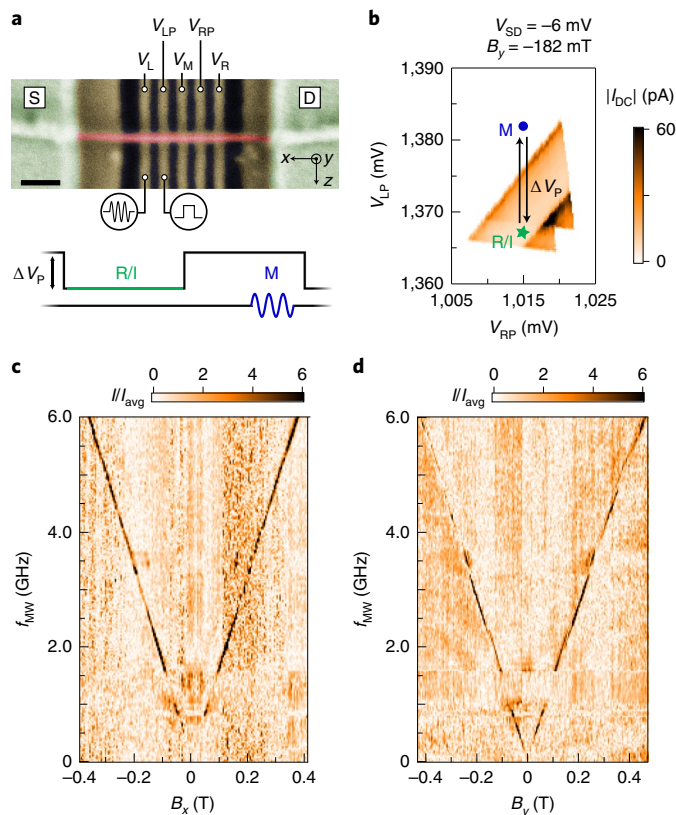 a
V_LP V_RP
V_L V_M V_R
S D
x y
z
ΔV_P R/I M
b
V_SD = –6 mV
B_y = –182 mT
|I_DC| (pA)
60
0
1,390
1,380
1,370
1,360
V_LP (mV)
M
ΔV_P
R/I
1,005 1,015 1,025
V_RP (mV)
c
I/I_avg 0 2 4 6
6.0
4.0
2.0
0
f_MW (GHz)
–0.4 –0.2 0 0.2 0.4
B_x (T)
d
I/I_avg 0 2 4 6
6.0
4.0
2.0
0
f_MW (GHz)
–0.4 –0.2 0 0.2 0.4
B_y (T)